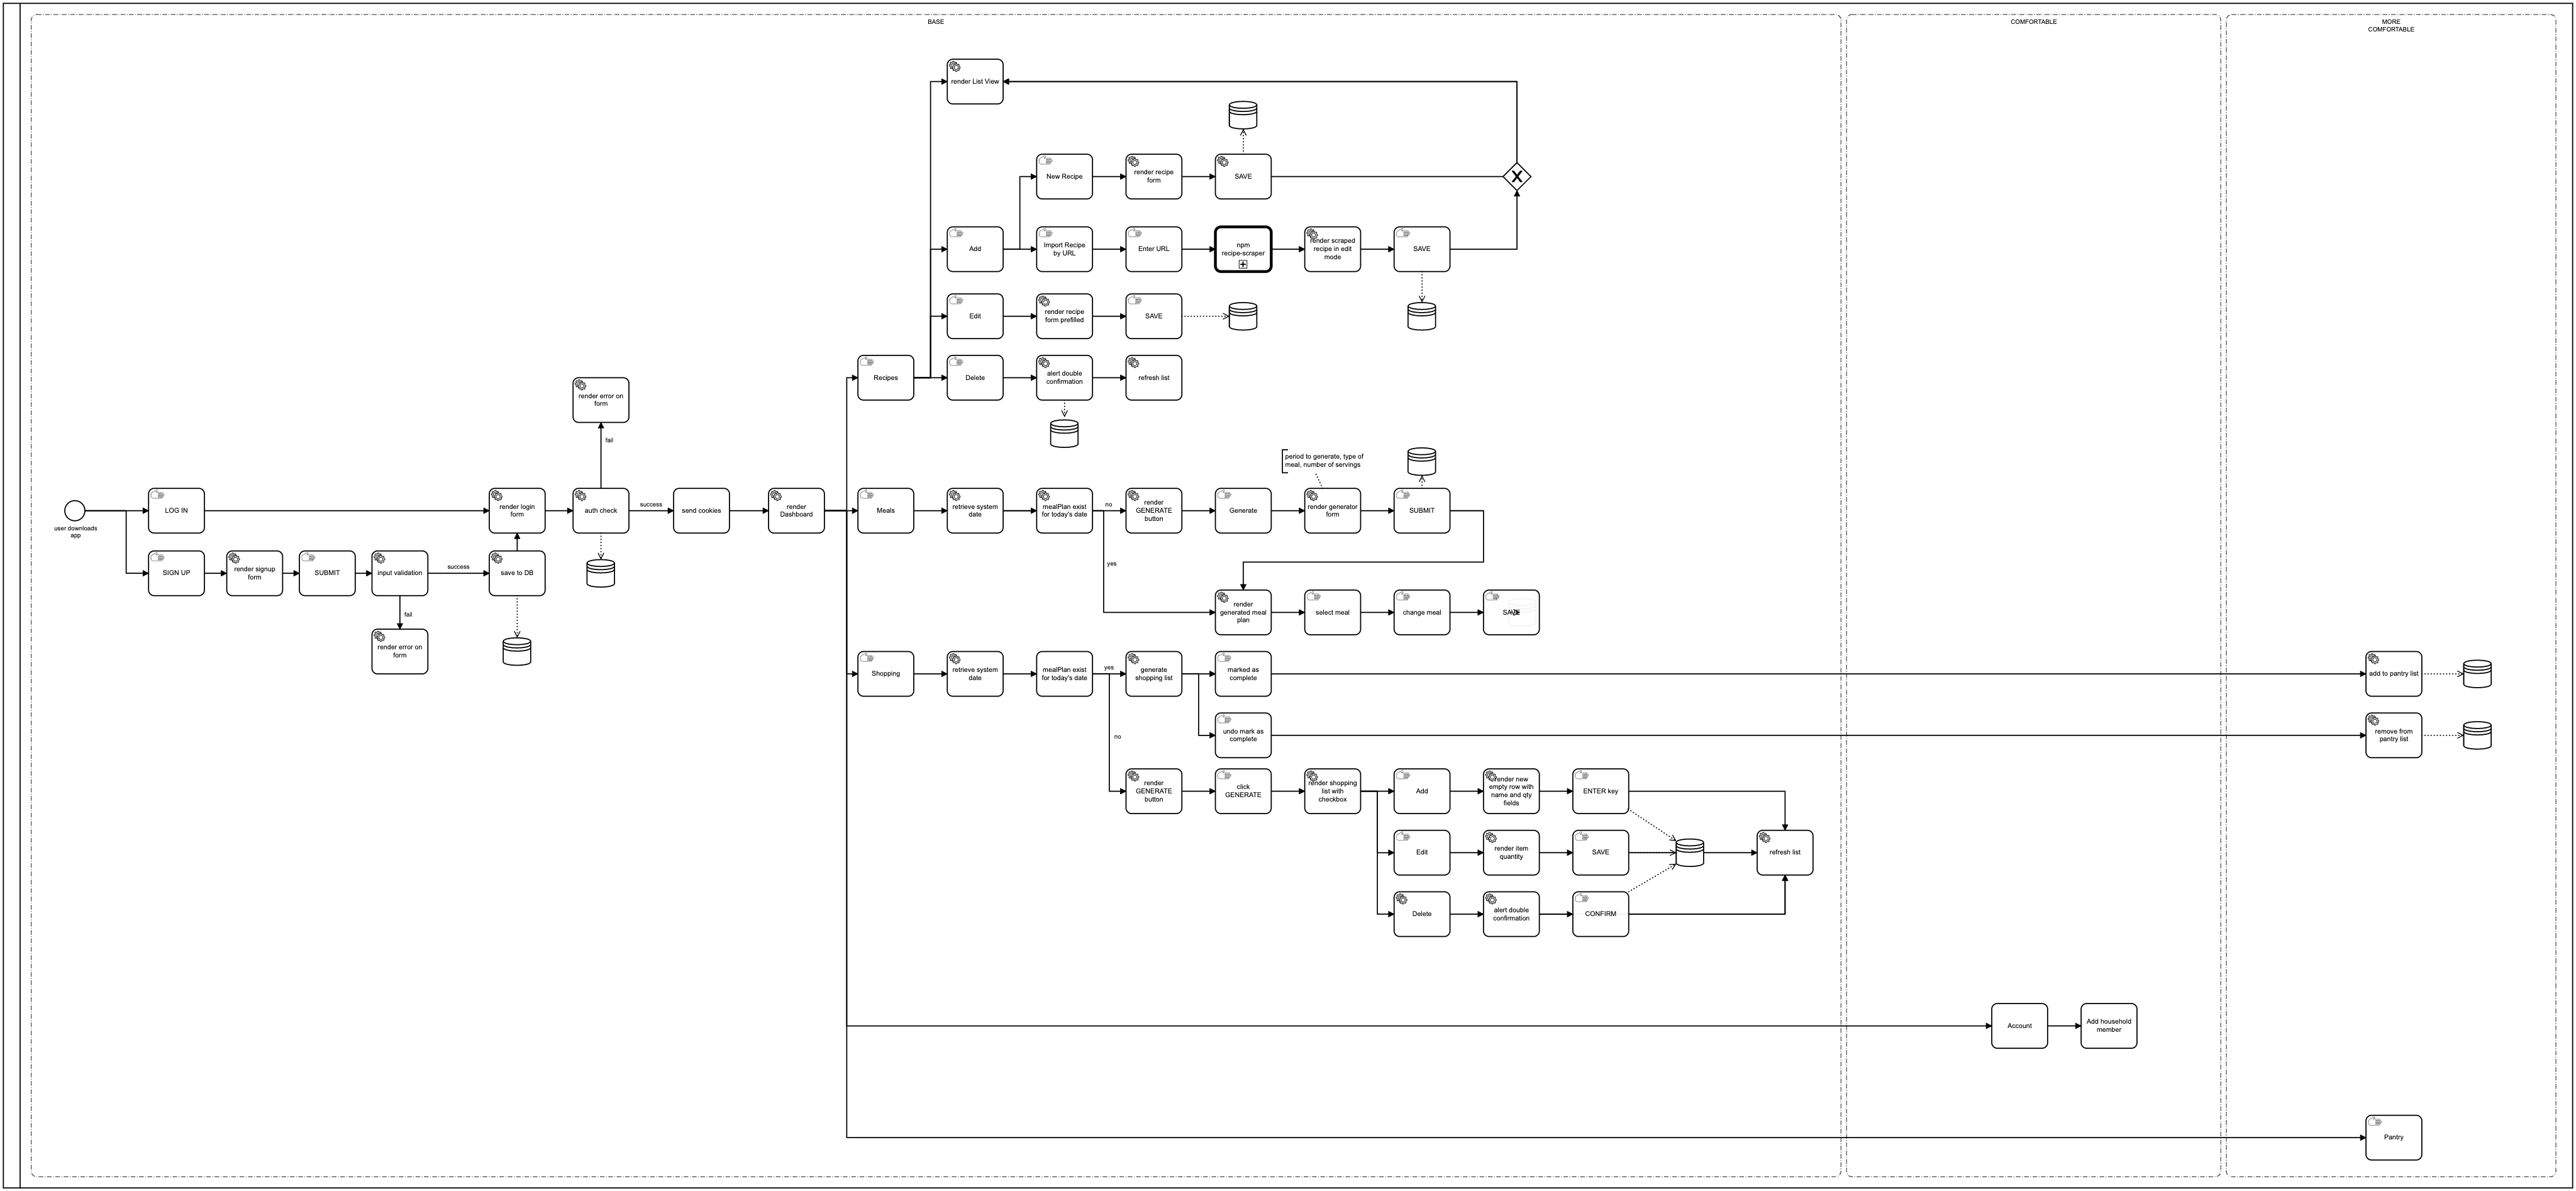 BASE
COMFORTABLE
MORE
COMFORTABLE
render List View
New Recipe
render recipe
form
SAVE
X
Add
Import Recipe
by URL
Enter URL
npm
recipe-scraper
render scraped
recipe in edit
mode
SAVE
Edit
render recipe
form prefilled
SAVE
Recipes
Delete
alert double
confirmation
refresh list
render error on
form
fail
period to generate, type of
meal, number of servings
user downloads
app
LOG IN
render login
form
auth check
success
send cookies
render
Dashboard
Meals
retrieve system
date
mealPlan exist
for today's date
no
render
GENERATE
button
Generate
render generator
form
SUBMIT
yes
SIGN UP
render signup
form
SUBMIT
input validation
success
save to DB
fail
render error on
form
render
generated meal
plan
select meal
change meal
SAVE
Shopping
retrieve system
date
mealPlan exist
for today's date
yes
generate
shopping list
marked as
complete
add to pantry list
no
undo mark as
complete
remove from
pantry list
render
GENERATE
button
click
GENERATE
render shopping
list with
checkbox
Add
render new
empty row with
name and qty
fields
ENTER key
Edit
render item
quantity
SAVE
refresh list
Delete
alert double
confirmation
CONFIRM
Account
Add household
member
Pantry